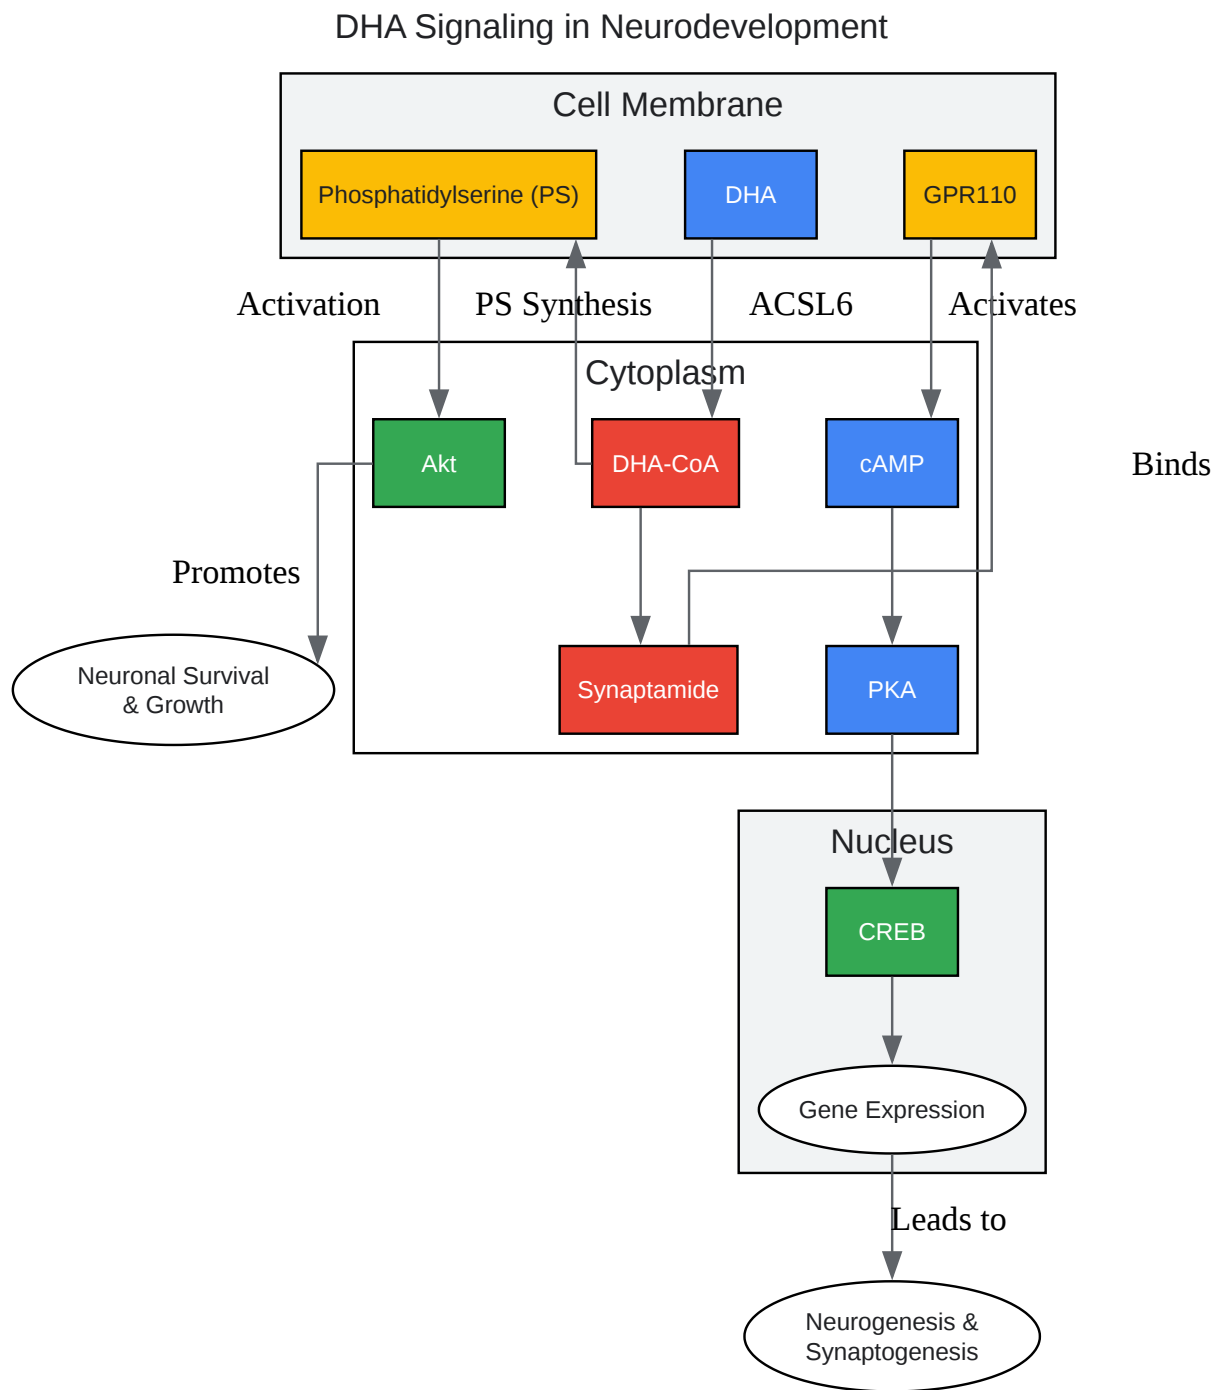 DHA Signaling in Neurodevelopment
Cell Membrane
Phosphatidylserine (PS)
DHA
GPR110
Activation
PS Synthesis
ACSL6
Activates
Cytoplasm
Akt
DHA-CoA
cAMP
Binds
Promotes
Neuronal Survival
& Growth
Synaptamide
PKA
Nucleus
CREB
Gene Expression
Leads to
Neurogenesis &
Synaptogenesis